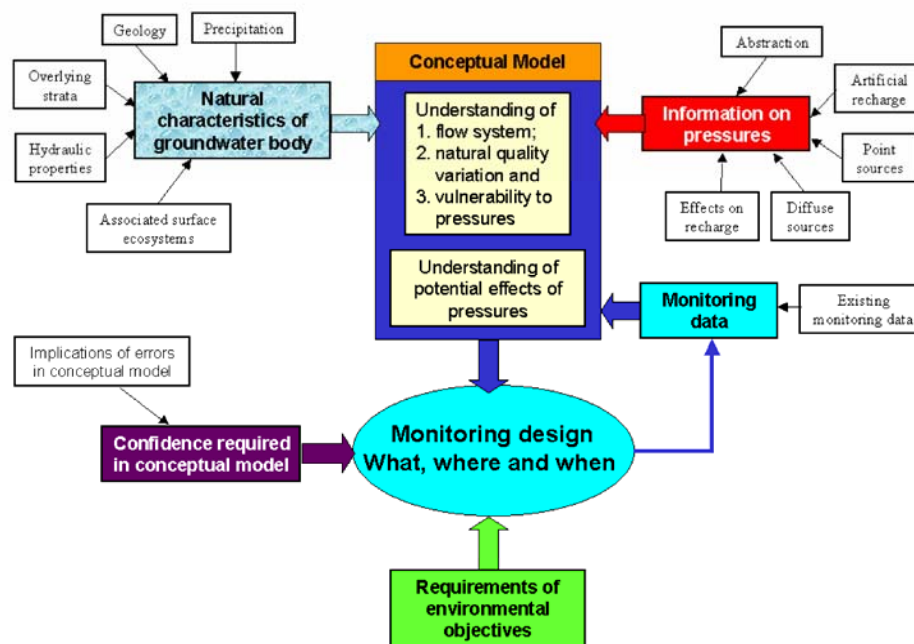 Geology
Precipitation
Overlying
strata
Natural
characteristics of
groundwater body
Hydraulic
properties
Associated surface
ecosystems
Conceptual Model
Understanding of
1. flow system;
2. natural quality
variation and
3. vulnerability to
pressures
Understanding of
potential effects of
pressures
Abstraction
Artificial
recharge
Information on
pressures
Point
sources
Effects on
recharge
Diffuse
sources
Monitoring
data
Existing
monitoring data
Implications of errors
in conceptual model
Confidence required
in conceptual model
Monitoring design
What, where and when
Requirements of
environmental
objectives